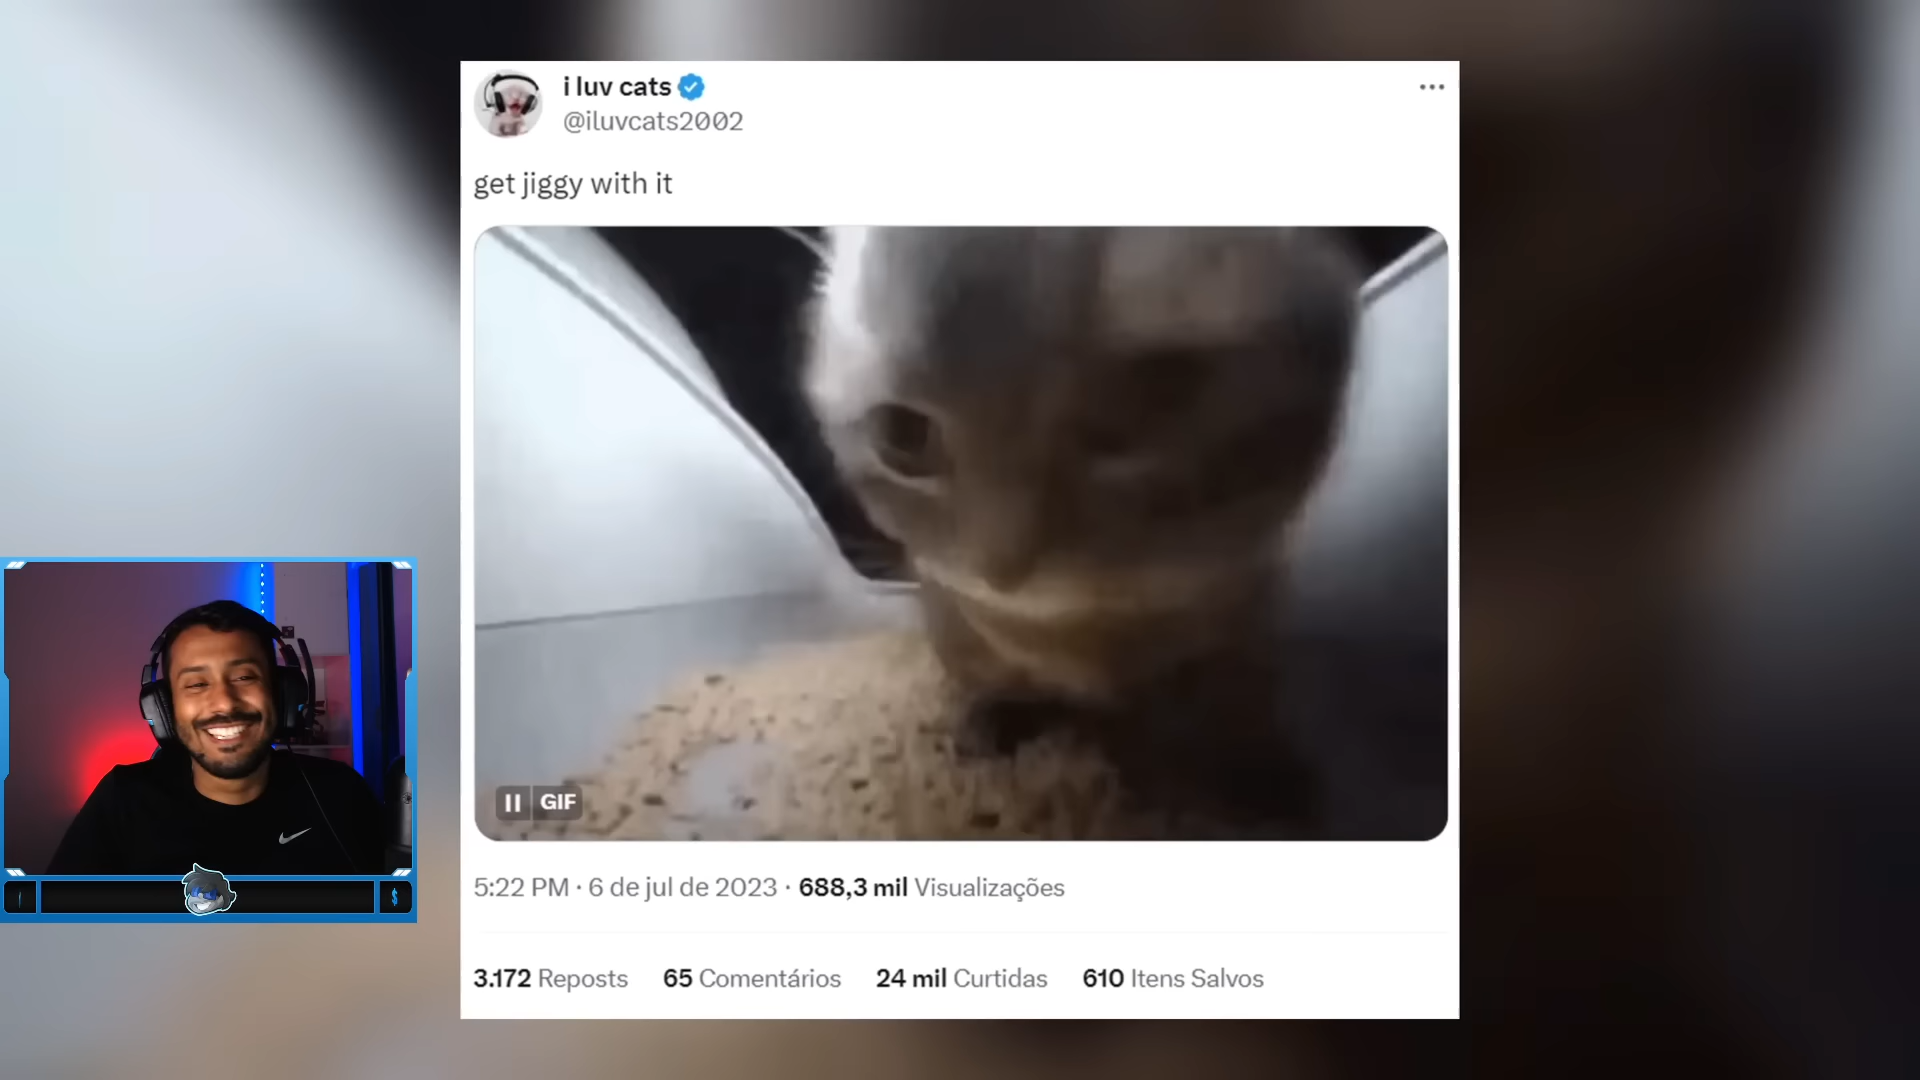 i luv cats
@iluvcats2002
get jiggy with it
GIF
5:22 PM · 6 de jul de 2023 · 688,3 mil Visualizações
3.172 Reposts 65 Comentários 24 mil Curtidas 610 Itens Salvos
$